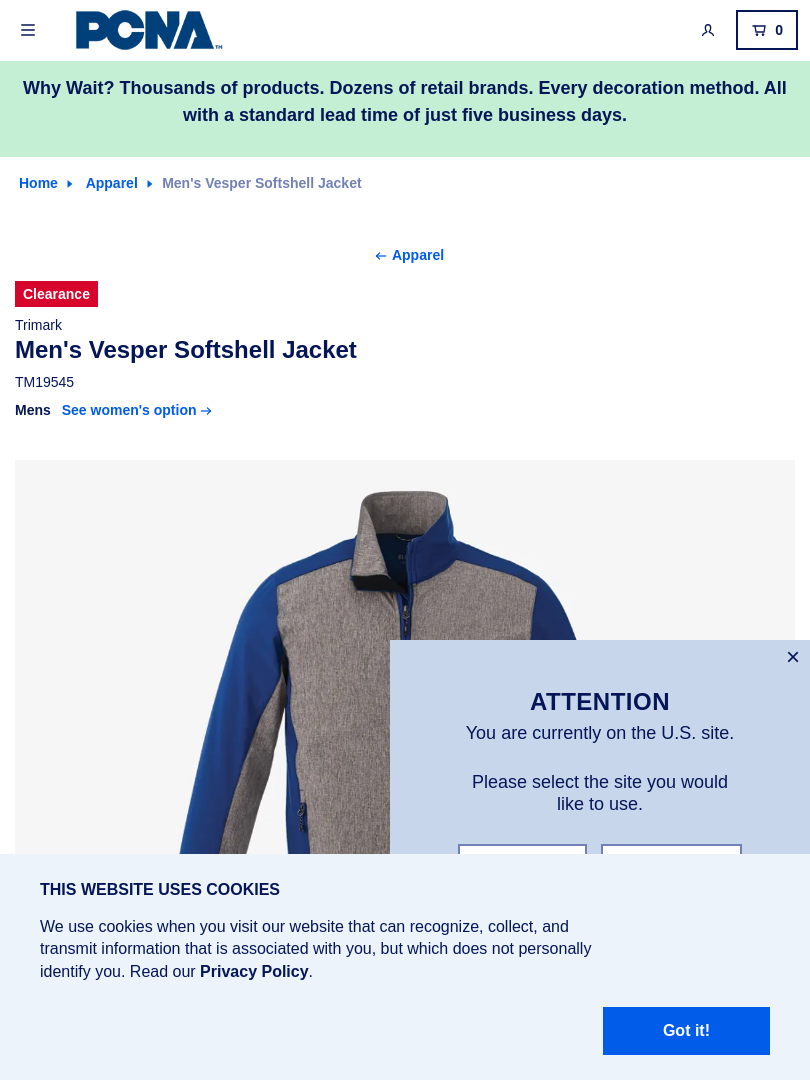 PCNA™
0
Why Wait? Thousands of products. Dozens of retail brands. Every decoration method. All
with a standard lead time of just five business days.
Home Apparel Men's Vesper Softshell Jacket
← Apparel
Clearance
Trimark
Men's Vesper Softshell Jacket
TM19545
Mens See women's option →
×
ATTENTION
You are currently on the U.S. site.
Please select the site you would
like to use.
THIS WEBSITE USES COOKIES
We use cookies when you visit our website that can recognize, collect, and
transmit information that is associated with you, but which does not personally
identify you. Read our Privacy Policy.
Got it!